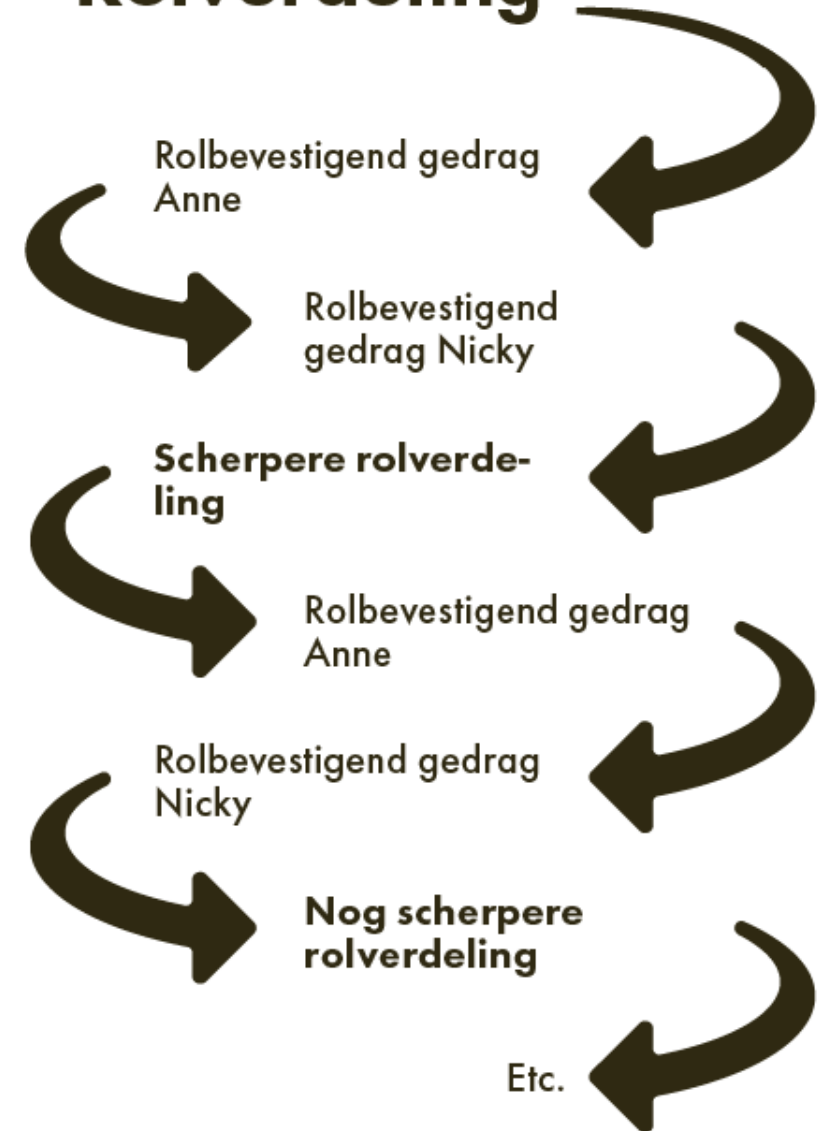 Rolverdeling
Rolbevestigend gedrag
Anne
Rolbevestigend
gedrag Nicky
Scherpere rolverde-
ling
Rolbevestigend gedrag
Anne
Rolbevestigend gedrag
Nicky
Nog scherpere
rolverdeling
Etc.